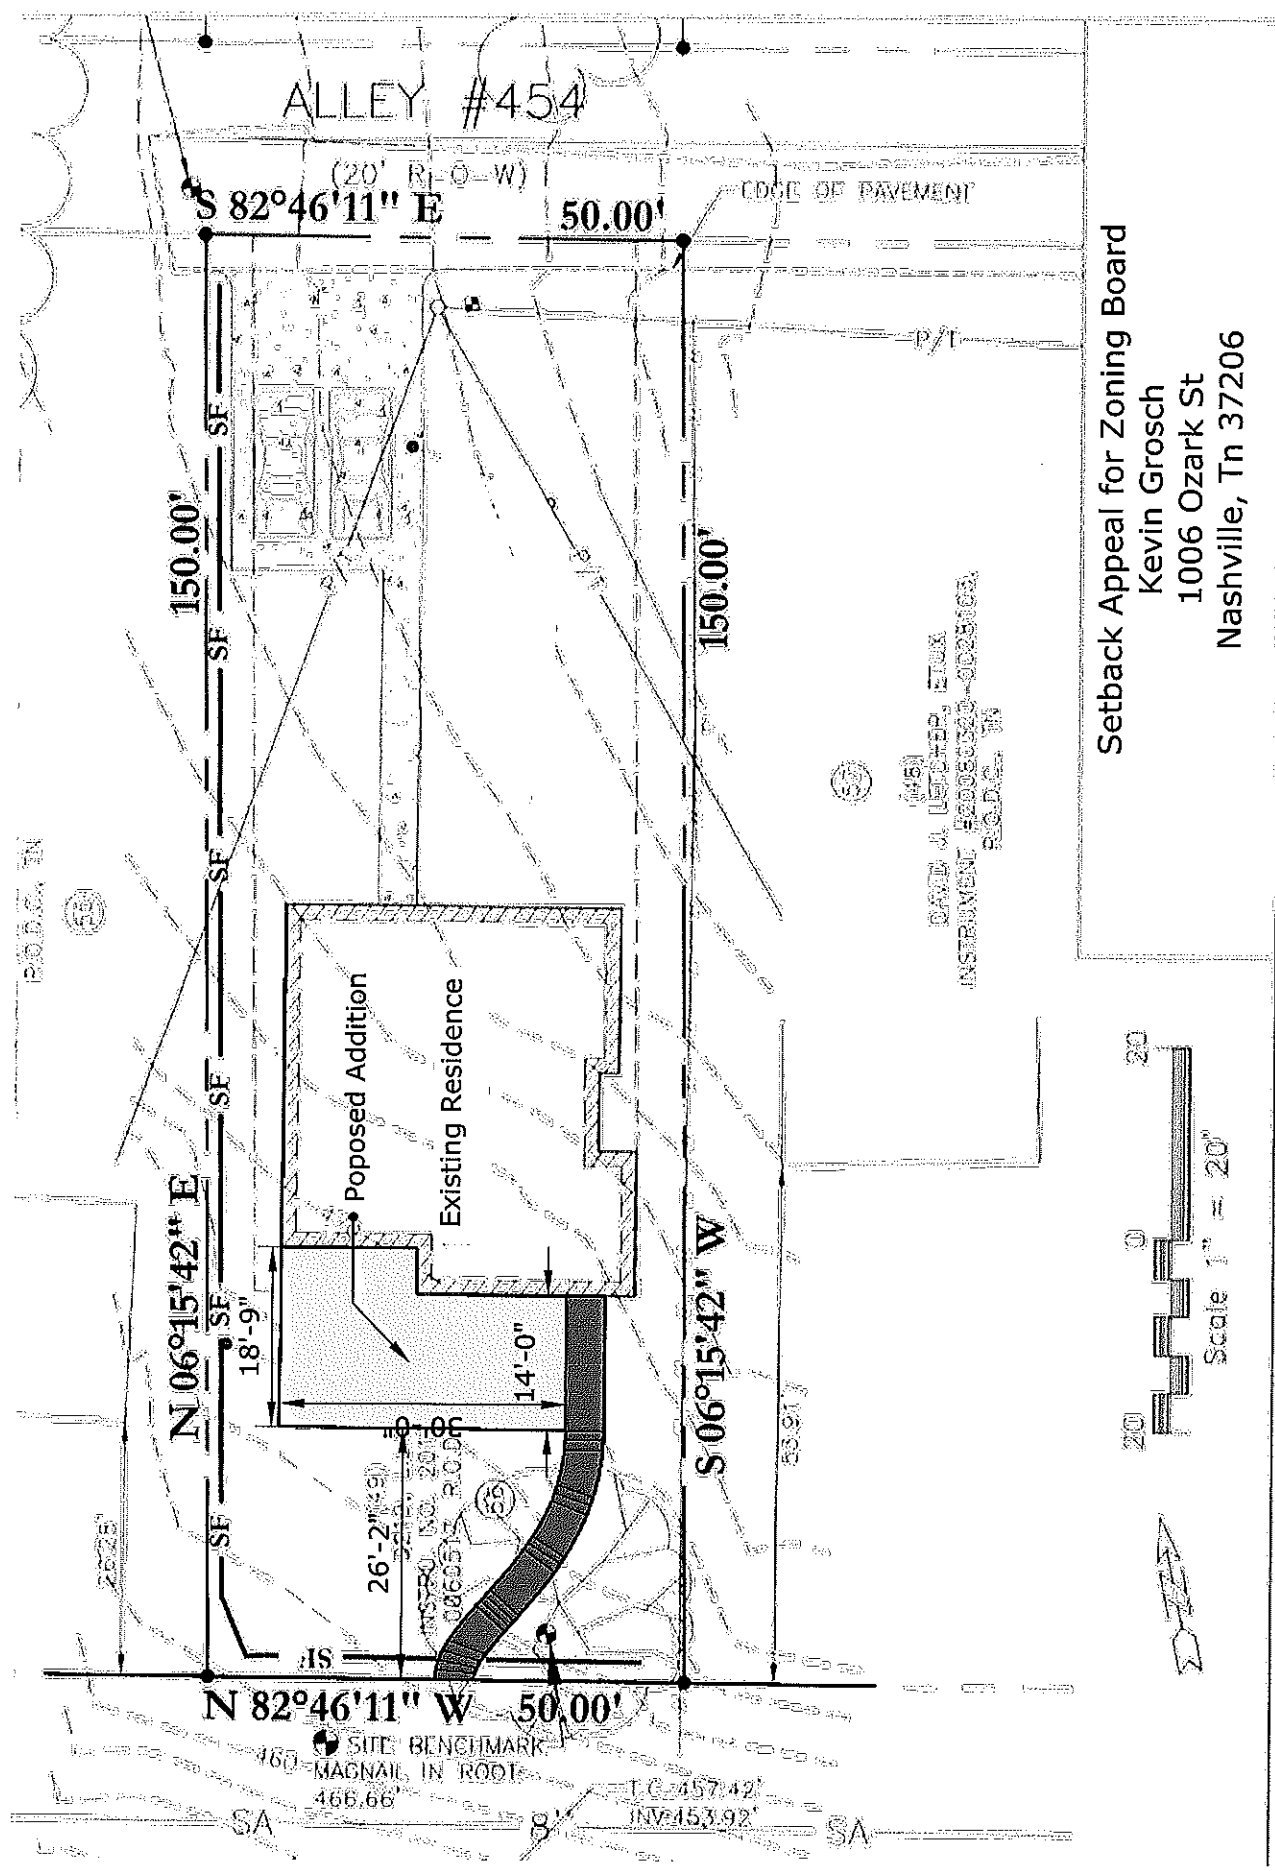 ALLEY #454
(20' R-O-W)
S 82°46'11" E 50.00'
EDGE OF PAVEMENT
P/T
SF
150.00'
SF
150.00'
P/T
SF
SF
SF
SF
R.O.D.C., TN
Setback Appeal for Zoning Board
Kevin Grosch
1006 Ozark St
Nashville, Tn 37206
R.O.D.C., TN
Poposed Addition
Existing Residence
N 06°15'42" E
S 06°15'42" W
18'-9"
14'-0"
26'-2"
53.91'
20 0 20
Scale 1" = 20'
N 82°46'11" W 50.00'
SITE BENCHMARK
MAGNAIL IN ROOT
466.66'
460
T.C. 457.42'
INV:453.92'
SA 8" SA